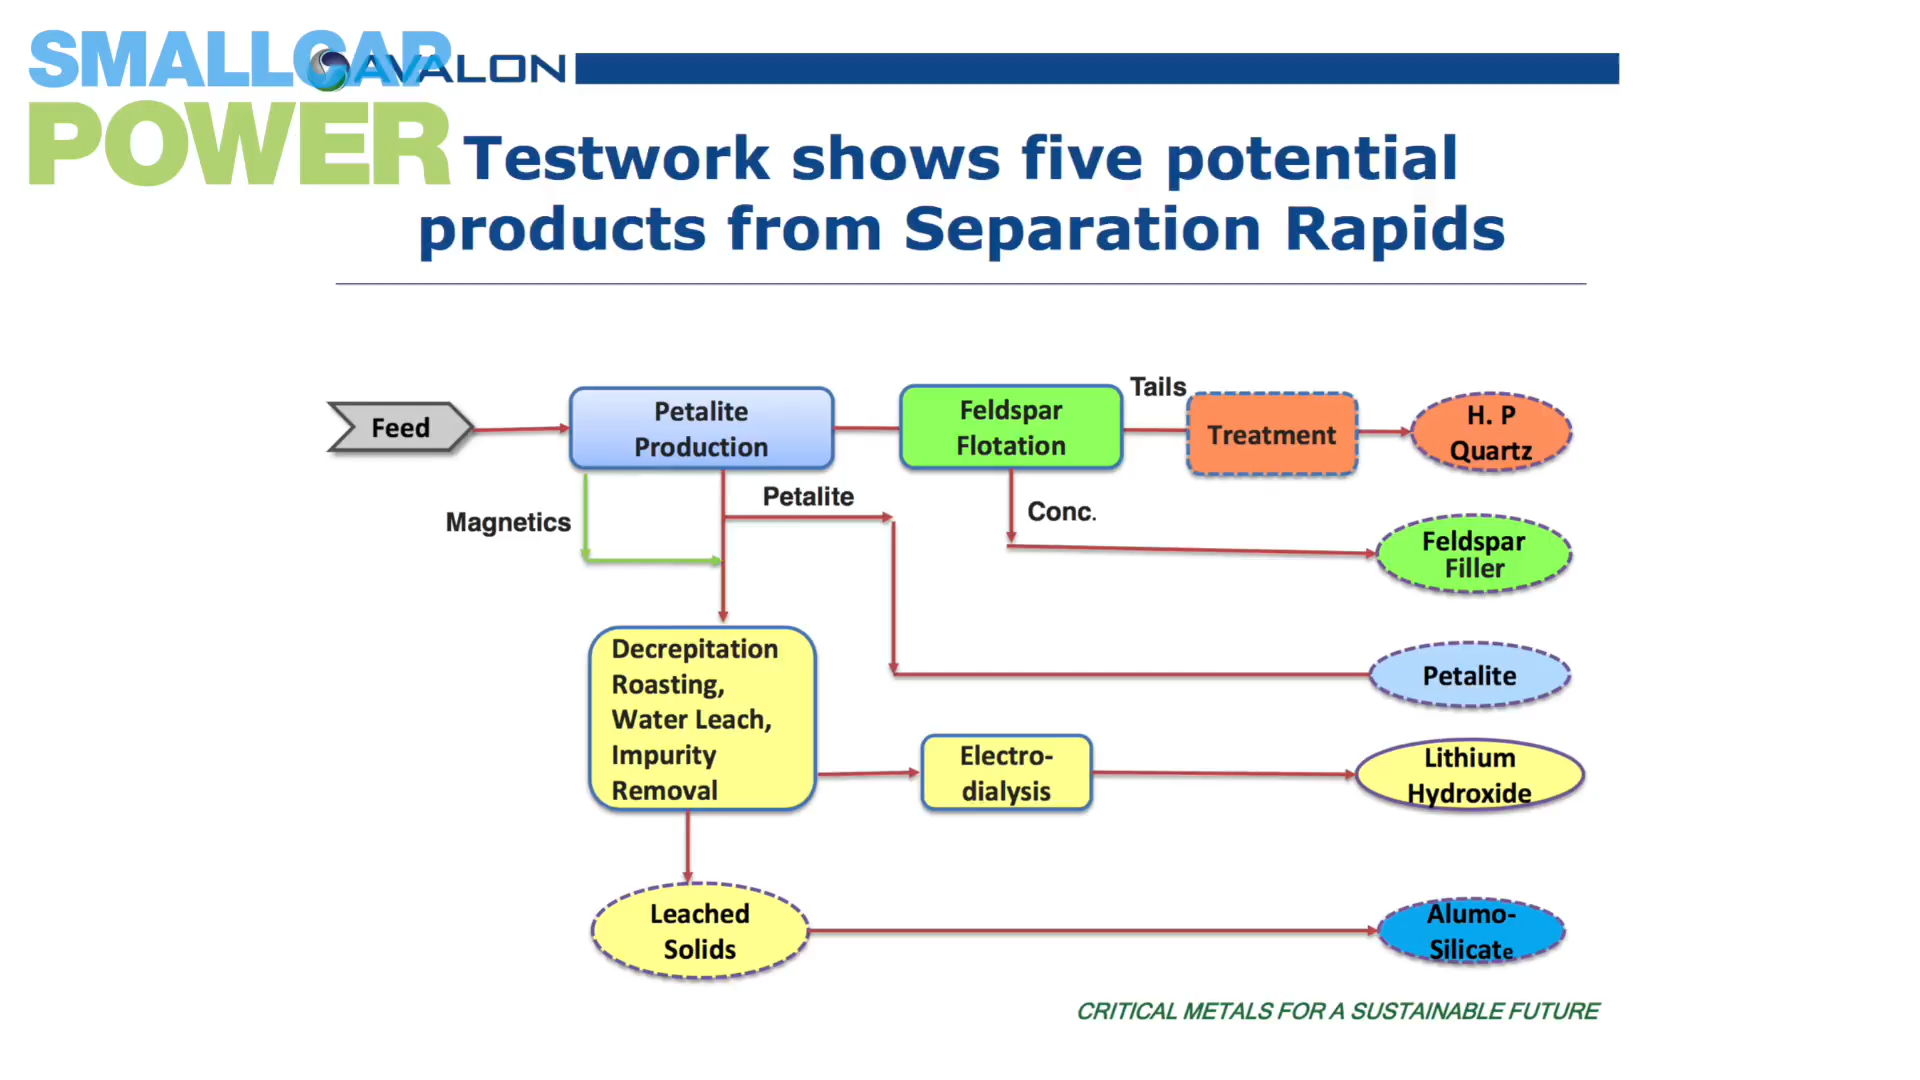 SMALLCAP
POWER
AVALON
Testwork shows five potential
products from Separation Rapids
Feed
Petalite
Production
Feldspar
Flotation
Tails
Treatment
H. P
Quartz
Magnetics
Petalite
Conc.
Feldspar
Filler
Decrepitation
Roasting,
Water Leach,
Impurity
Removal
Petalite
Electro-
dialysis
Lithium
Hydroxide
Leached
Solids
Alumo-
Silicate
CRITICAL METALS FOR A SUSTAINABLE FUTURE